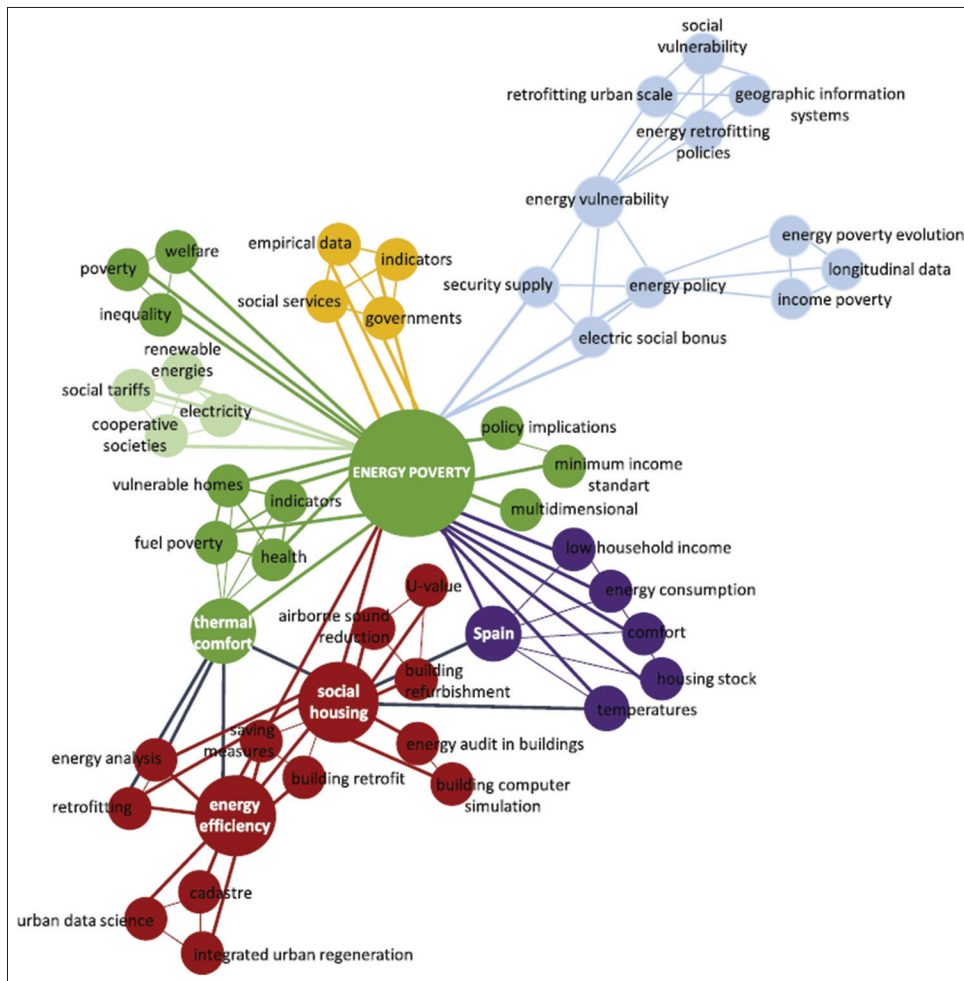 social
vulnerability
retrofitting urban scale
geographic information
systems
energy retrofitting
policies
energy vulnerability
energy poverty evolution
longitudinal data
income poverty
security supply
energy policy
electric social bonus
empirical data
indicators
social services
governments
welfare
poverty
inequality
renewable
energies
social tariffs
electricity
cooperative
societies
ENERGY POVERTY
policy implications
minimum income
standart
multidimensional
vulnerable homes
indicators
fuel poverty
health
low household income
energy consumption
comfort
housing stock
temperatures
Spain
thermal
comfort
U-value
airborne sound
reduction
building
refurbishment
social
housing
saving
measures
energy audit in buildings
building retrofit
building computer
simulation
energy analysis
retrofitting
energy
efficiency
cadastre
urban data science
integrated urban regeneration